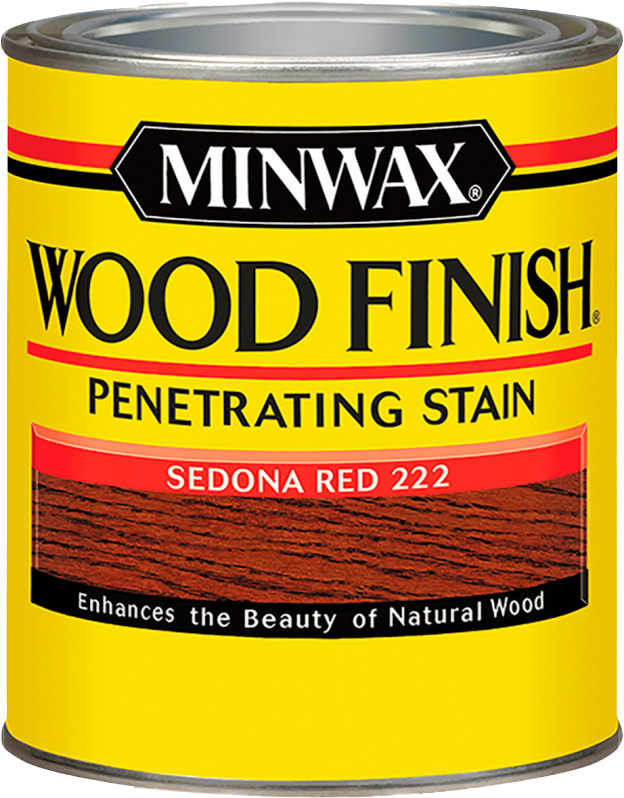 MINWAX®
WOOD FINISH®
PENETRATING STAIN
SEDONA RED 222
Enhances the Beauty of Natural Wood